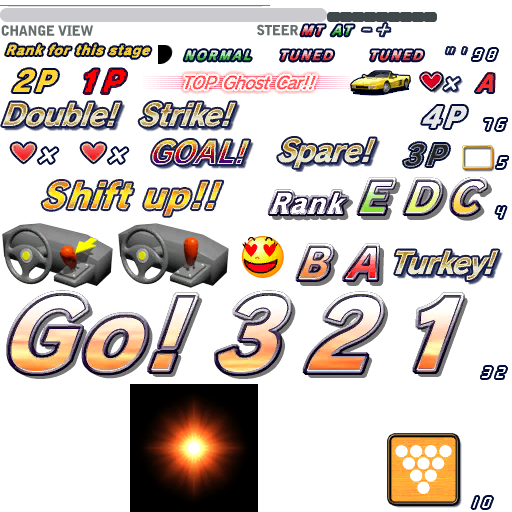 CHANGE VIEW STEER MT AT - +
Rank for this stage NORMAL TUNED TUNED " ' 98
2P 1P TOP Ghost Car!! × A
Double! Strike! 4P 76
× × GOAL! Spare! 3P 5
Shift up!! Rank E D C 4
B A Turkey!
Go! 3 2 1 32
10